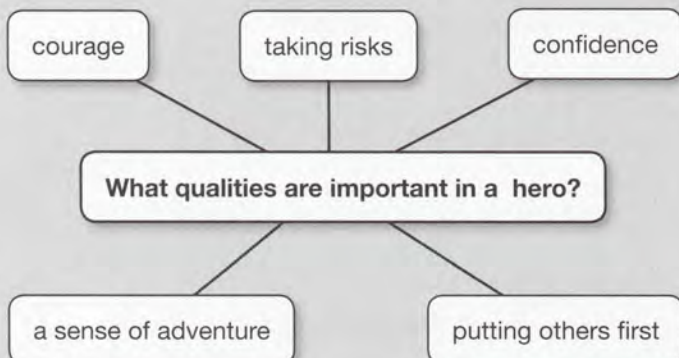 courage
taking risks
confidence
What qualities are important in a hero?
a sense of adventure
putting others first